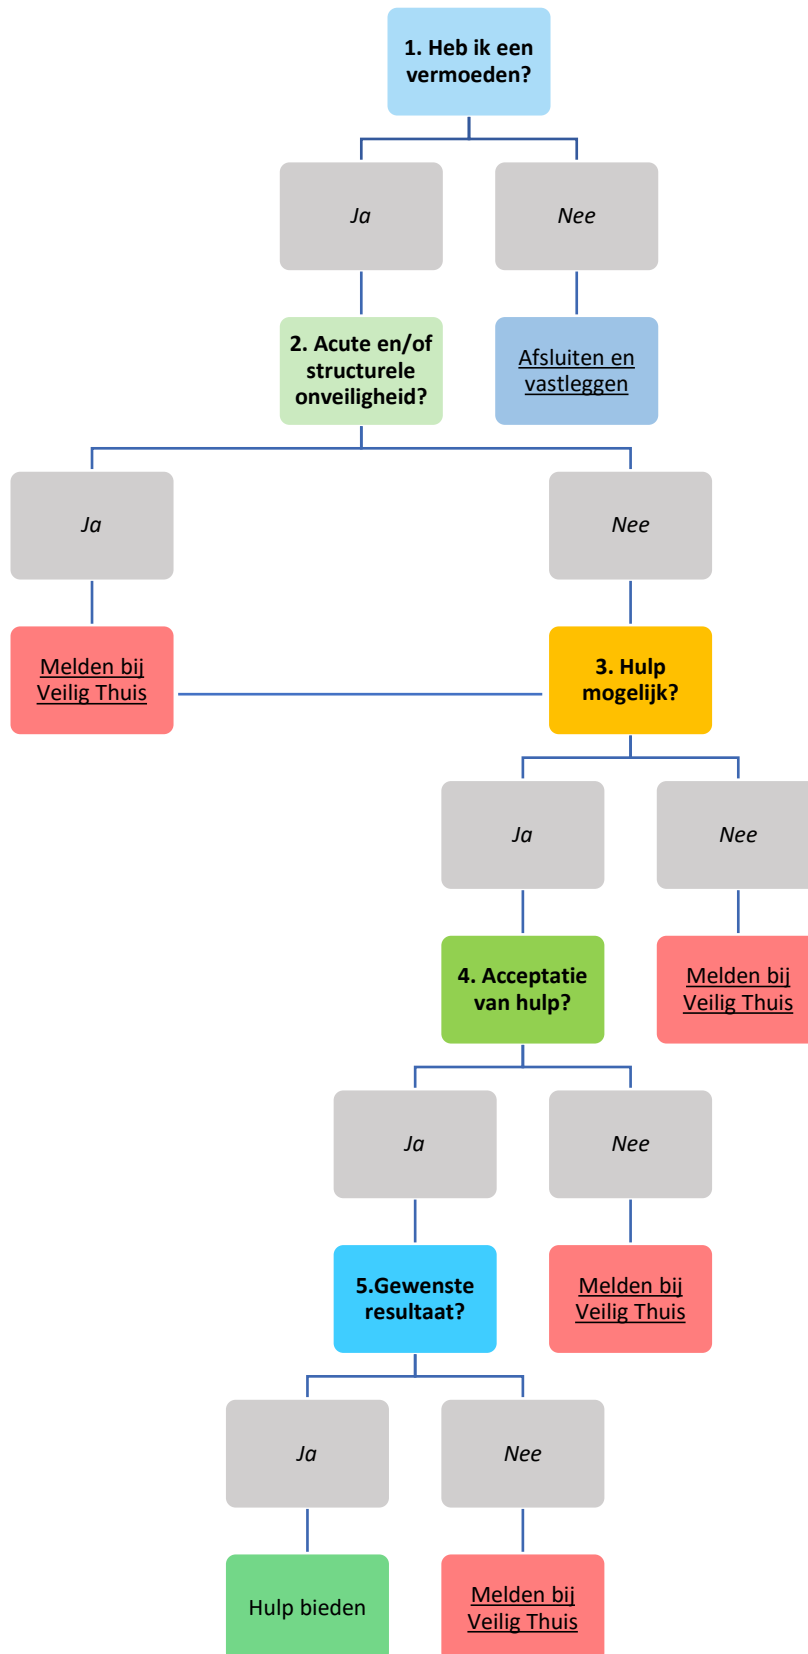 1. Heb ik een
vermoeden?
Ja
Nee
2. Acute en/of
structurele
onveiligheid?
Afsluiten en
vastleggen
Ja
Nee
Melden bij
Veilig Thuis
3. Hulp
mogelijk?
Ja
Nee
4. Acceptatie
van hulp?
Melden bij
Veilig Thuis
Ja
Nee
5.Gewenste
resultaat?
Melden bij
Veilig Thuis
Ja
Nee
Hulp bieden
Melden bij
Veilig Thuis